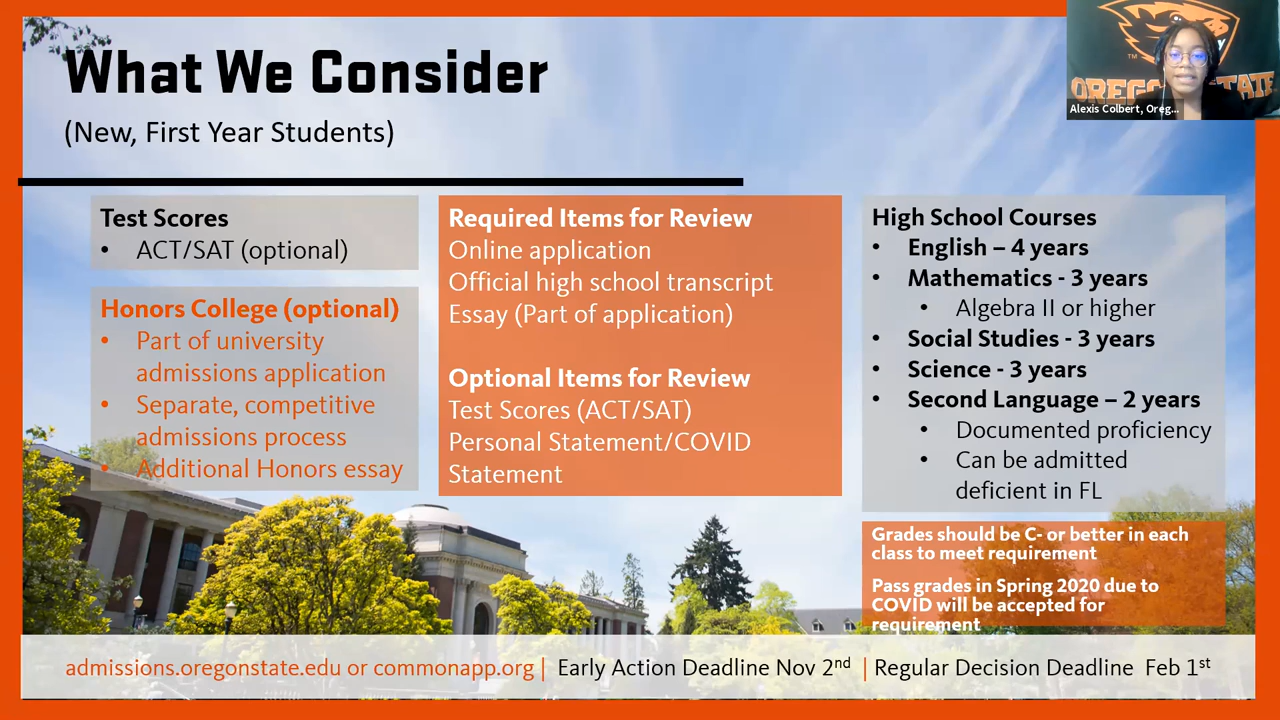 What We Consider
(New, First Year Students)
OREGON STATE
TM
Alexis Colbert, Oreg...
Test Scores
• ACT/SAT (optional)
Honors College (optional)
• Part of university
admissions application
• Separate, competitive
admissions process
• Additional Honors essay
Required Items for Review
Online application
Official high school transcript
Essay (Part of application)
Optional Items for Review
Test Scores (ACT/SAT)
Personal Statement/COVID
Statement
High School Courses
• English – 4 years
• Mathematics - 3 years
• Algebra II or higher
• Social Studies - 3 years
• Science - 3 years
• Second Language – 2 years
• Documented proficiency
• Can be admitted
deficient in FL
Grades should be C- or better in each
class to meet requirement
Pass grades in Spring 2020 due to
COVID will be accepted for
requirement
admissions.oregonstate.edu or commonapp.org | Early Action Deadline Nov 2nd | Regular Decision Deadline Feb 1st